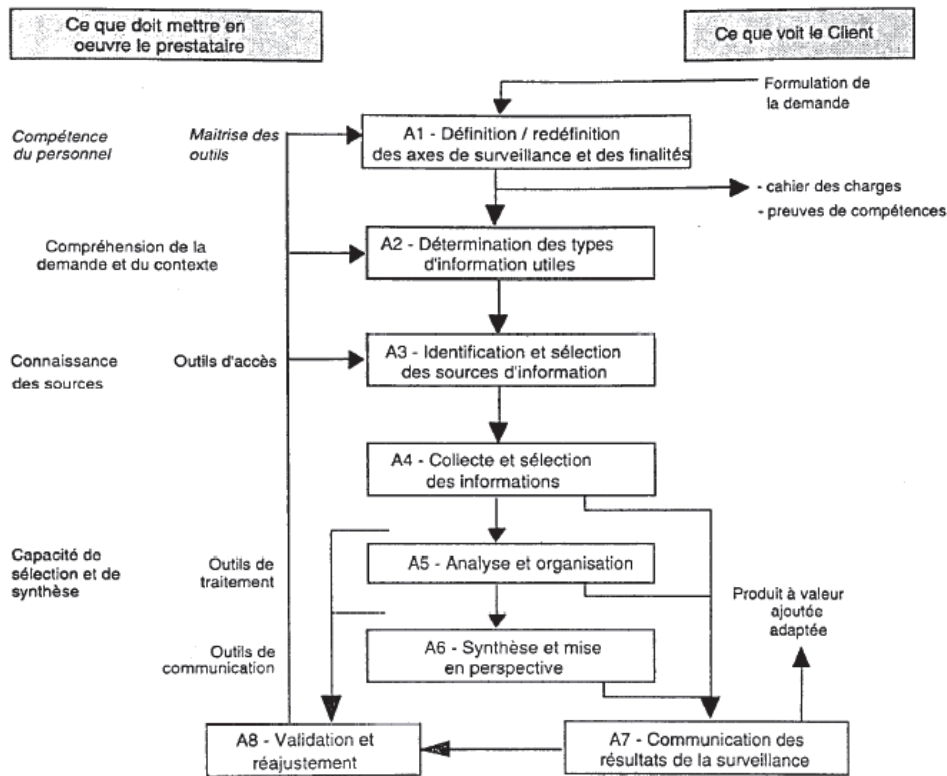 Ce que doit mettre en
oeuvre le prestataire
Ce que voit le Client
Formulation de
la demande
Compétence
du personnel
Maitrise des
outils
A1 - Définition / redéfinition
des axes de surveillance et des finalités
- cahier des charges
- preuves de compétences
Compréhension de la
demande et du contexte
A2 - Détermination des types
d'information utiles
Connaissance
des sources
Outils d'accès
A3 - Identification et sélection
des sources d'information
A4 - Collecte et sélection
des informations
Capacité de
sélection et de
synthèse
Outils de
traitement
A5 - Analyse et organisation
Produit à valeur
ajoutée
adaptée
Outils de
communication
A6 - Synthèse et mise
en perspective
A8 - Validation et
réajustement
A7 - Communication des
résultats de la surveillance